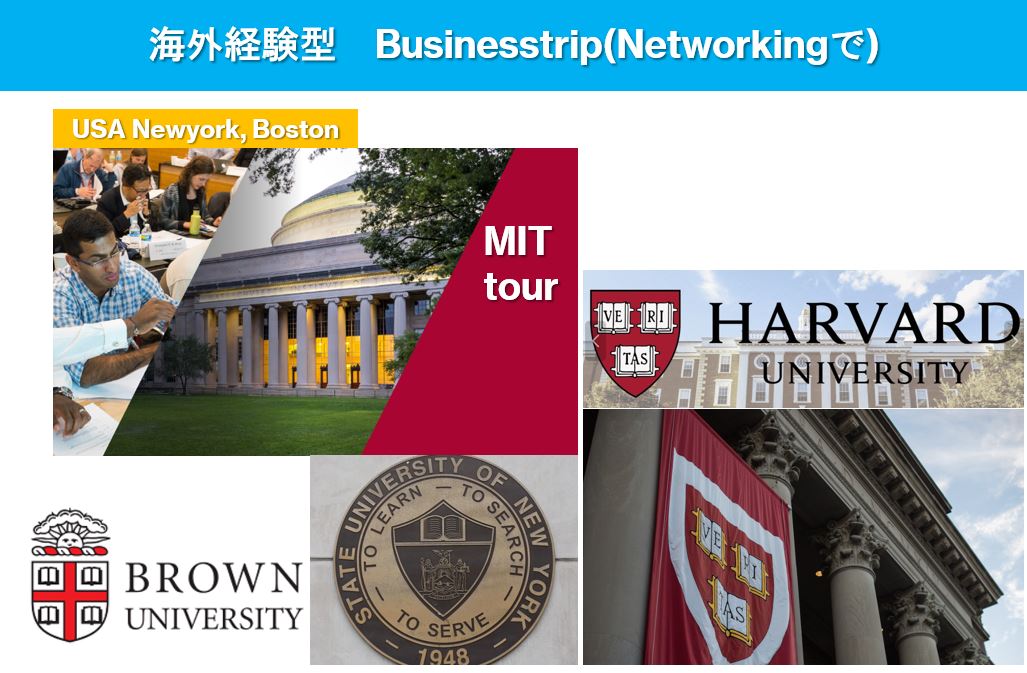 海外経験型　Businesstrip(Networkingで)
USA Newyork, Boston
MIT
tour
VE RI
TAS
HARVARD
UNIVERSITY
BROWN
UNIVERSITY
STATE UNIVERSITY OF NEW YORK
TO LEARN — TO SEARCH —
TO SERVE
1948
VE RI
TAS